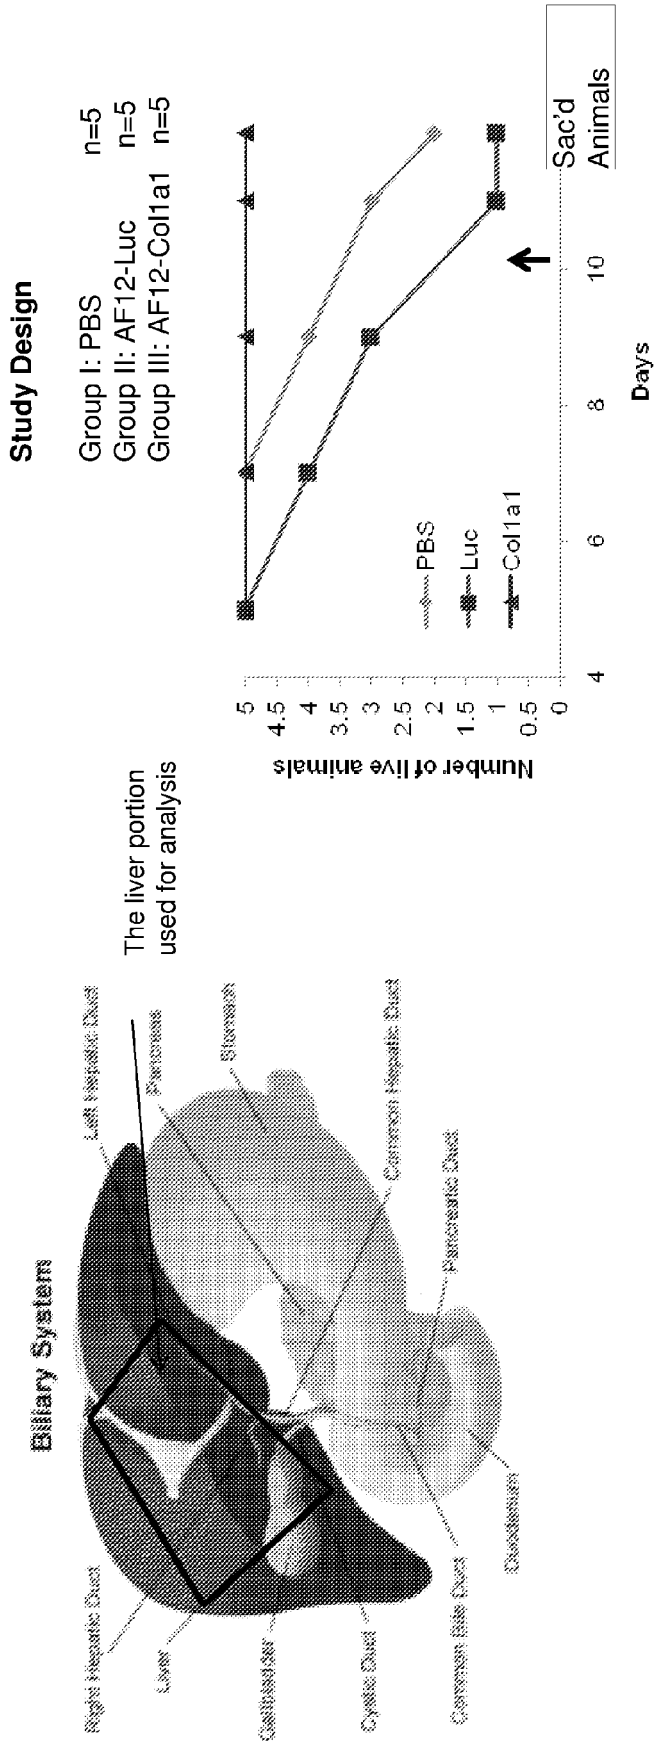 Study Design
Group I: PBS n=5
Group II: AF12-Luc n=5
Group III: AF12-Col1a1 n=5
Number of live animals
5
4.5
4
3.5
3
2.5
2
1.5
1
0.5
0
PBS
Luc
Col1a1
4
6
8
10
Days
Sac'd
Animals
Biliary System
The liver portion
used for analysis
Right Hepatic Duct
Left Hepatic Duct
Liver
Pancreas
Stomach
Gallbladder
Cystic Duct
Common Hepatic Duct
Common Bile Duct
Pancreatic Duct
Duodenum